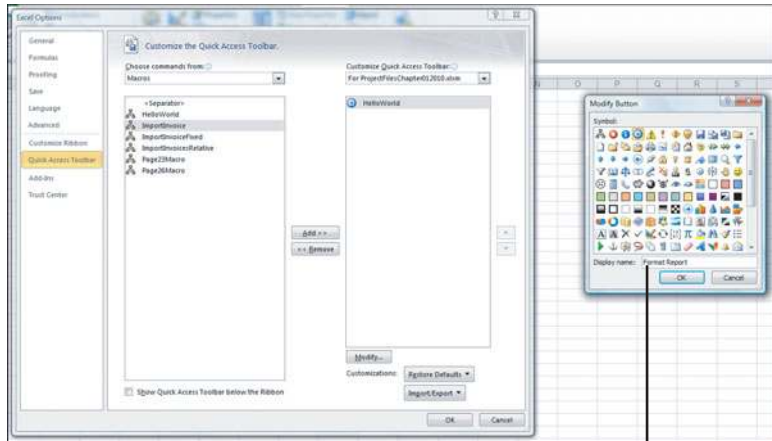 Excel Options
General
Formulas
Proofing
Save
Language
Advanced
Customize Ribbon
Quick Access Toolbar
Add-Ins
Trust Center
Customize the Quick Access Toolbar.
Choose commands from:
Macros
<Separator>
HelloWorld
ImportInvoice
ImportInvoiceFixed
ImportInvoicesRelative
Page23Macro
Page26Macro
Add >>
<< Remove
Show Quick Access Toolbar below the Ribbon
Customize Quick Access Toolbar:
For ProjectFilesChapter012010.xlsm
HelloWorld
Modify...
Customizations:
Restore Defaults
Import/Export
OK
Cancel
N O P Q R S
Modify Button
Symbol:
Display name: Format Report
OK
Cancel